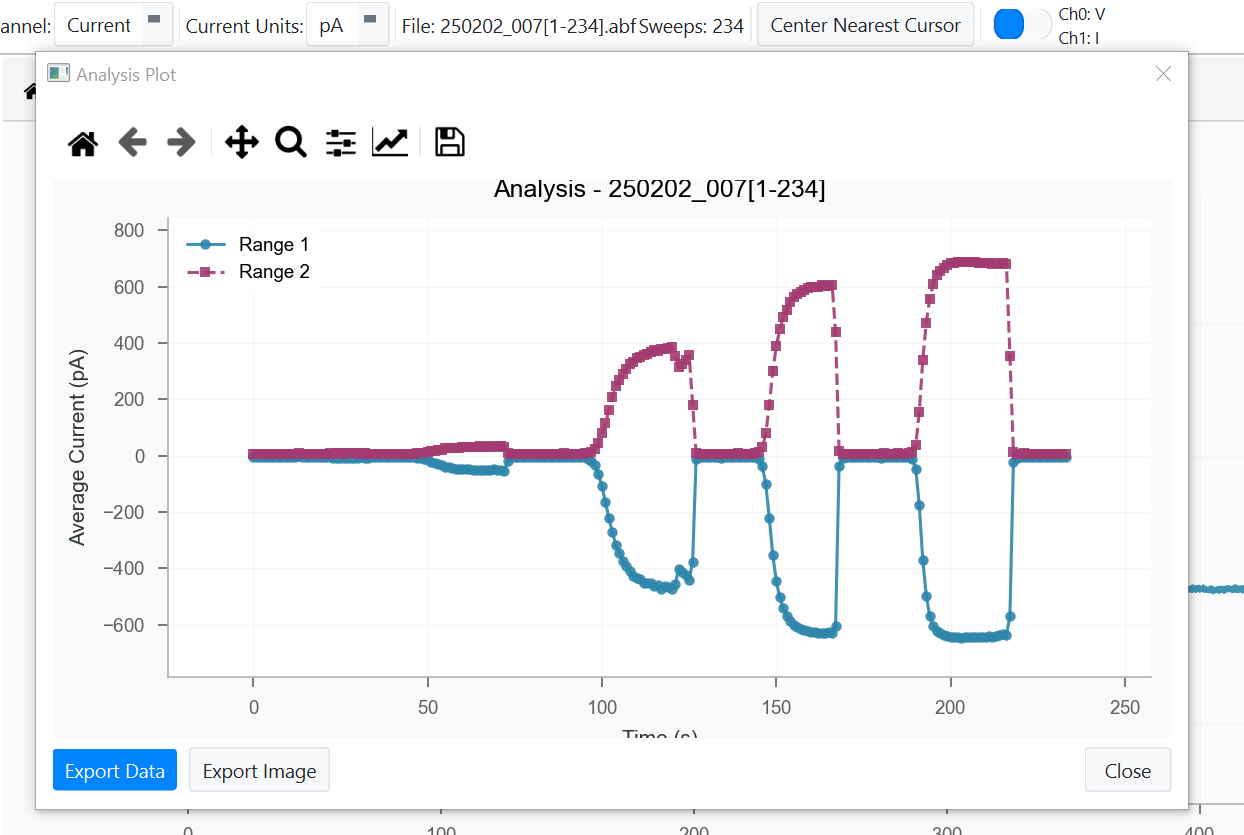 annel: Current Current Units: pA File: 250202_007[1-234].abf Sweeps: 234 Center Nearest Cursor Ch0: V
Ch1: I
Analysis Plot
Analysis - 250202_007[1-234]
Range 1
Range 2
800
600
400
200
0
−200
−400
−600
Average Current (pA)
0 50 100 150 200 250
Time (s)
Export Data Export Image Close
0 100 200 300 400